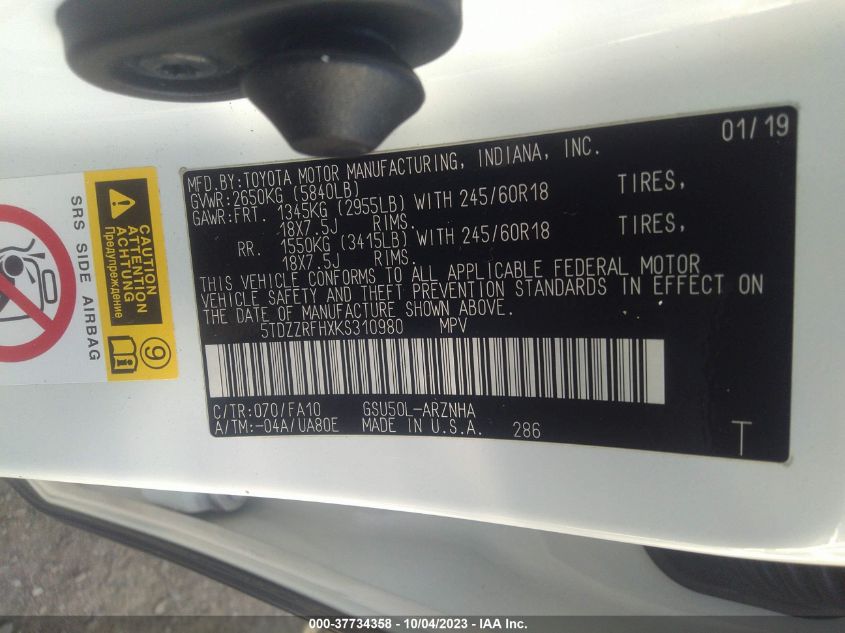 01/19
MFD.BY:TOYOTA MOTOR MANUFACTURING, INDIANA, INC.
GVWR:2650KG (5840LB)
GAWR:FRT. 1345KG (2955LB) WITH 245/60R18 TIRES,
18X7.5J RIMS.
RR. 1550KG (3415LB) WITH 245/60R18 TIRES,
18X7.5J RIMS.
THIS VEHICLE CONFORMS TO ALL APPLICABLE FEDERAL MOTOR
VEHICLE SAFETY AND THEFT PREVENTION STANDARDS IN EFFECT ON
THE DATE OF MANUFACTURE SHOWN ABOVE.
5TDZZRFHXKS310980 MPV
C/TR:070/FA10 GSU50L-ARZNHA
A/TM:-04A/UA80E MADE IN U.S.A. 286
T
SRS SIDE AIRBAG
CAUTION
ATTENTION
ACHTUNG
Предупреждение
9
000-37734358 - 10/04/2023 - IAA Inc.